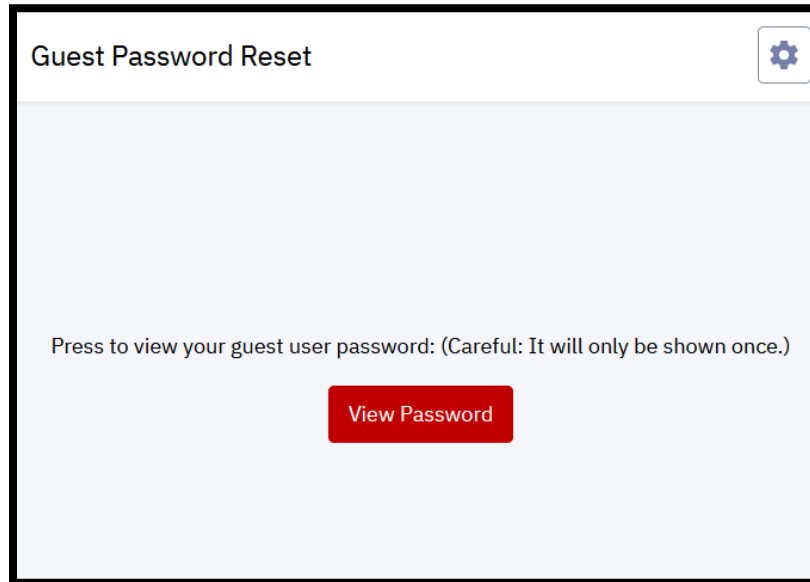 Guest Password Reset
Press to view your guest user password: (Careful: It will only be shown once.)
View Password